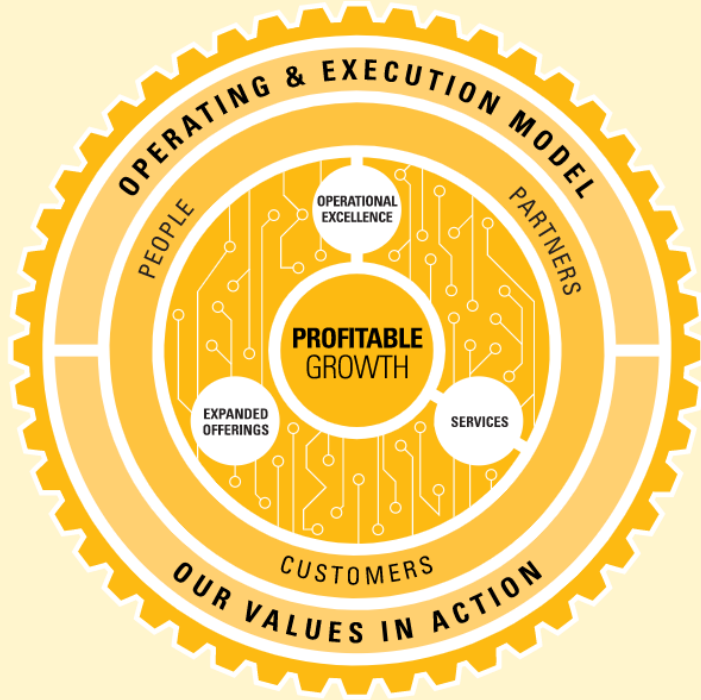 OPERATING & EXECUTION MODEL
PEOPLE
PARTNERS
OPERATIONAL
EXCELLENCE
PROFITABLE
GROWTH
EXPANDED
OFFERINGS
SERVICES
CUSTOMERS
OUR VALUES IN ACTION